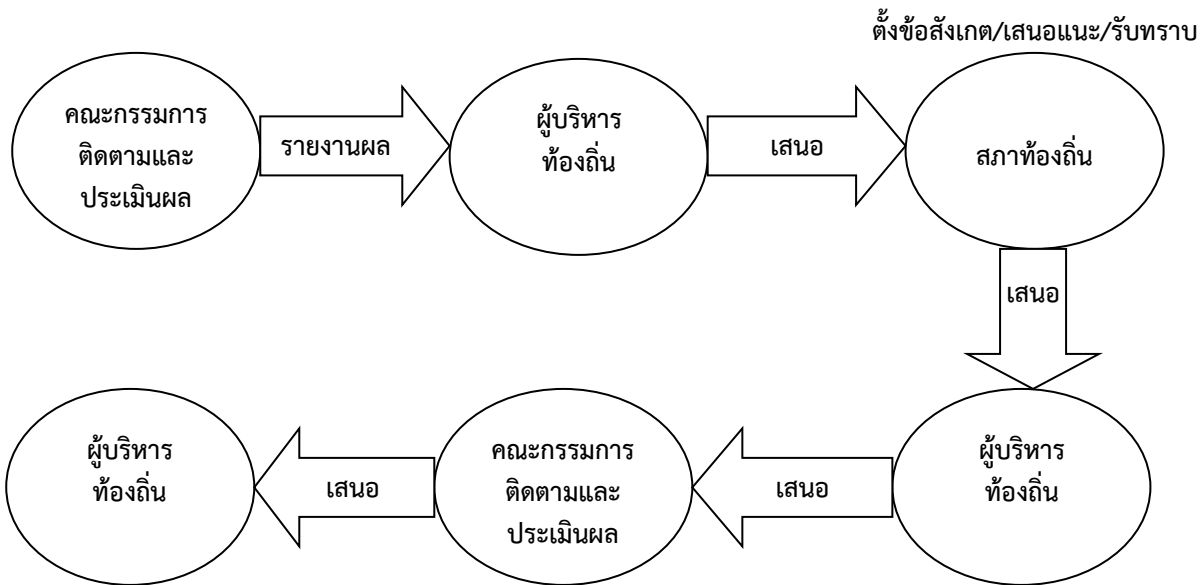 ตั้งข้อสังเกต/เสนอแนะ/รับทราบ
คณะกรรมการ
ติดตามและ
ประเมินผล
รายงานผล
ผู้บริหาร
ท้องถิ่น
เสนอ
สภาท้องถิ่น
เสนอ
ผู้บริหาร
ท้องถิ่น
เสนอ
คณะกรรมการ
ติดตามและ
ประเมินผล
เสนอ
ผู้บริหาร
ท้องถิ่น